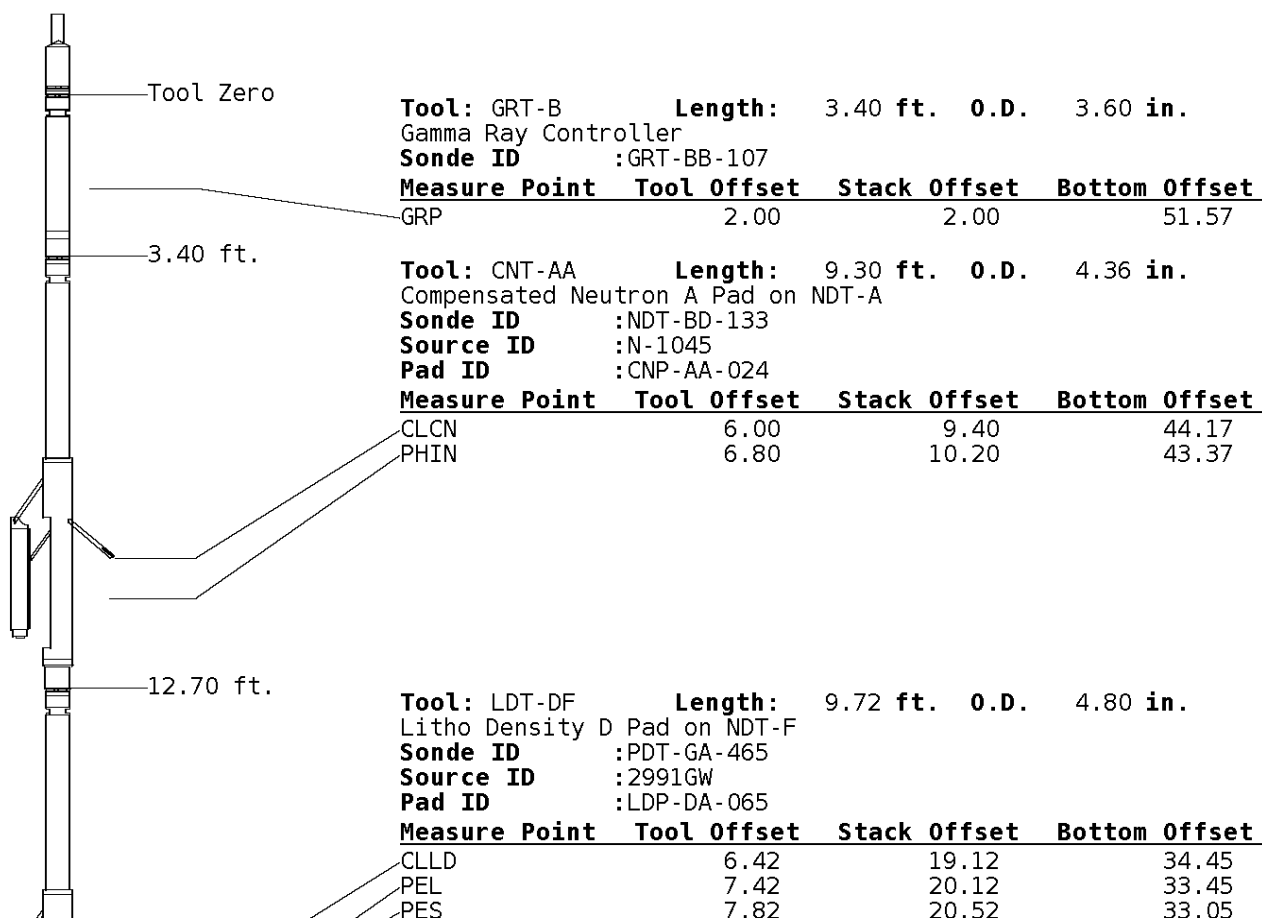 Tool Zero
Tool: GRT-B Length: 3.40 ft. O.D. 3.60 in.
Gamma Ray Controller
Sonde ID :GRT-BB-107
Measure Point Tool Offset Stack Offset Bottom Offset
GRP 2.00 2.00 51.57
3.40 ft.
Tool: CNT-AA Length: 9.30 ft. O.D. 4.36 in.
Compensated Neutron A Pad on NDT-A
Sonde ID :NDT-BD-133
Source ID :N-1045
Pad ID :CNP-AA-024
Measure Point Tool Offset Stack Offset Bottom Offset
CLCN 6.00 9.40 44.17
PHIN 6.80 10.20 43.37
12.70 ft.
Tool: LDT-DF Length: 9.72 ft. O.D. 4.80 in.
Litho Density D Pad on NDT-F
Sonde ID :PDT-GA-465
Source ID :2991GW
Pad ID :LDP-DA-065
Measure Point Tool Offset Stack Offset Bottom Offset
CLLD 6.42 19.12 34.45
PEL 7.42 20.12 33.45
PES 7.82 20.52 33.05